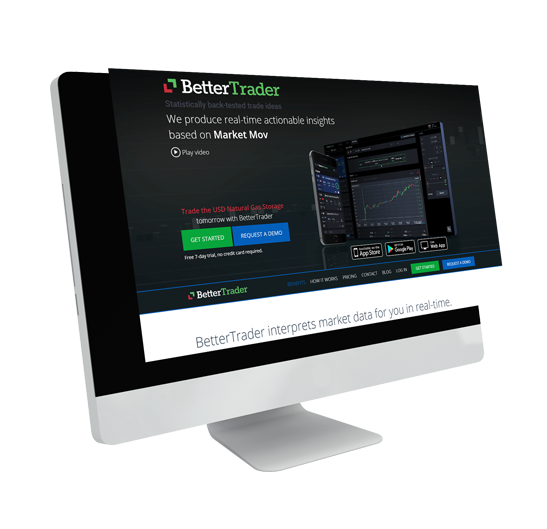 BetterTrader
Statistically back-tested trade ideas
We produce real-time actionable insights
based on Market Mov
Play video
Trade the USD Natural Gas Storage
tomorrow with BetterTrader
GET STARTED
REQUEST A DEMO
Free 7-day trial, no credit card required.
App Store
Google Play
Web App
BetterTrader
BENEFITS
HOW IT WORKS
PRICING
CONTACT
BLOG
LOG IN
GET STARTED
REQUEST A DEMO
BetterTrader interprets market data for you in real-time.